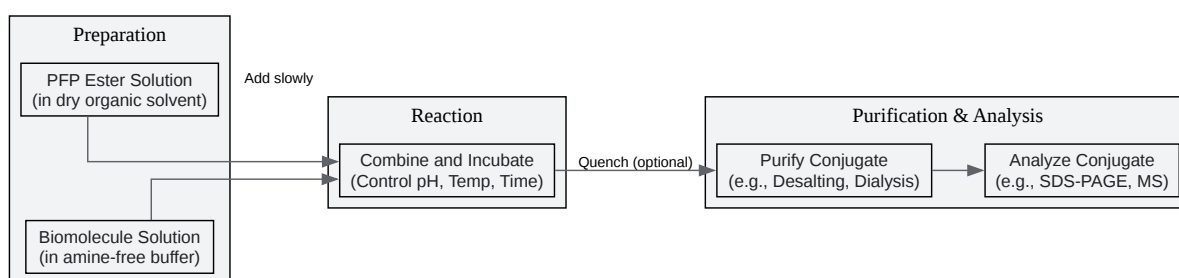 Preparation
PFP Ester Solution
(in dry organic solvent)
Add slowly
Biomolecule Solution
(in amine-free buffer)
Reaction
Combine and Incubate
(Control pH, Temp, Time)
Quench (optional)
Purification & Analysis
Purify Conjugate
(e.g., Desalting, Dialysis)
Analyze Conjugate
(e.g., SDS-PAGE, MS)